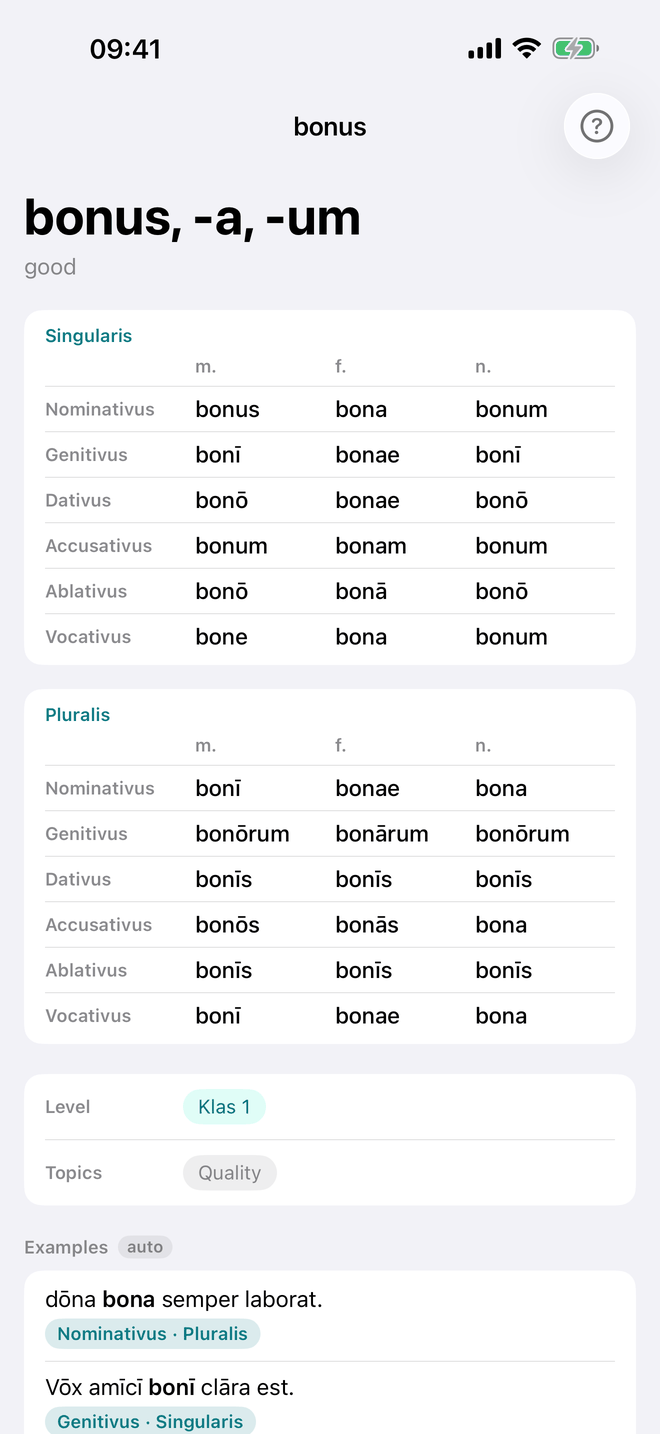 09:41
bonus
bonus, -a, -um
good
Singularis
m. f. n.
Nominativus bonus bona bonum
Genitivus bonī bonae bonī
Dativus bonō bonae bonō
Accusativus bonum bonam bonum
Ablativus bonō bonā bonō
Vocativus bone bona bonum
Pluralis
m. f. n.
Nominativus bonī bonae bona
Genitivus bonōrum bonārum bonōrum
Dativus bonīs bonīs bonīs
Accusativus bonōs bonās bona
Ablativus bonīs bonīs bonīs
Vocativus bonī bonae bona
Level Klas 1
Topics Quality
Examples auto
dōna bona semper laborat.
Nominativus · Pluralis
Vōx amīcī bonī clāra est.
Genitivus · Singularis